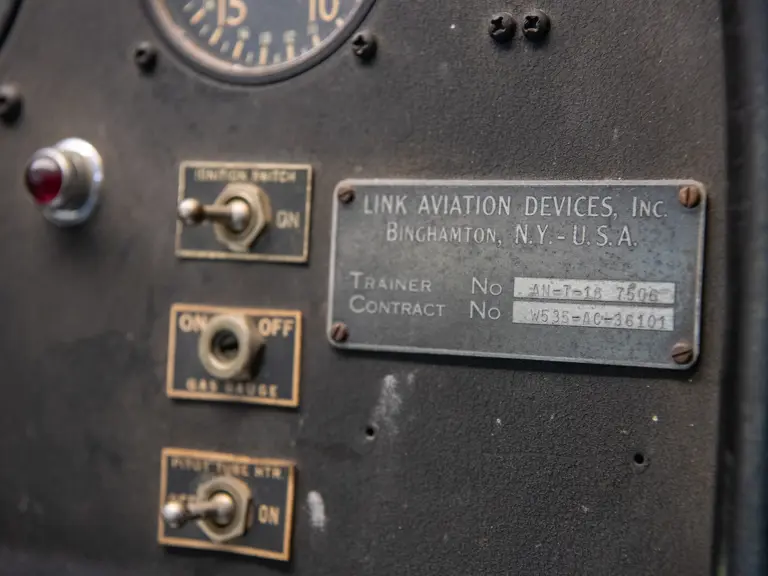 15 10
IGNITION SWITCH
ON
LINK AVIATION DEVICES, INC.
BINGHAMTON, N.Y. - U.S.A.
TRAINER NO AN-T-18 7506
CONTRACT NO W535-AC-36101
ON OFF
GAS GAUGE
PITOT TUBE HTR.
OFF ON